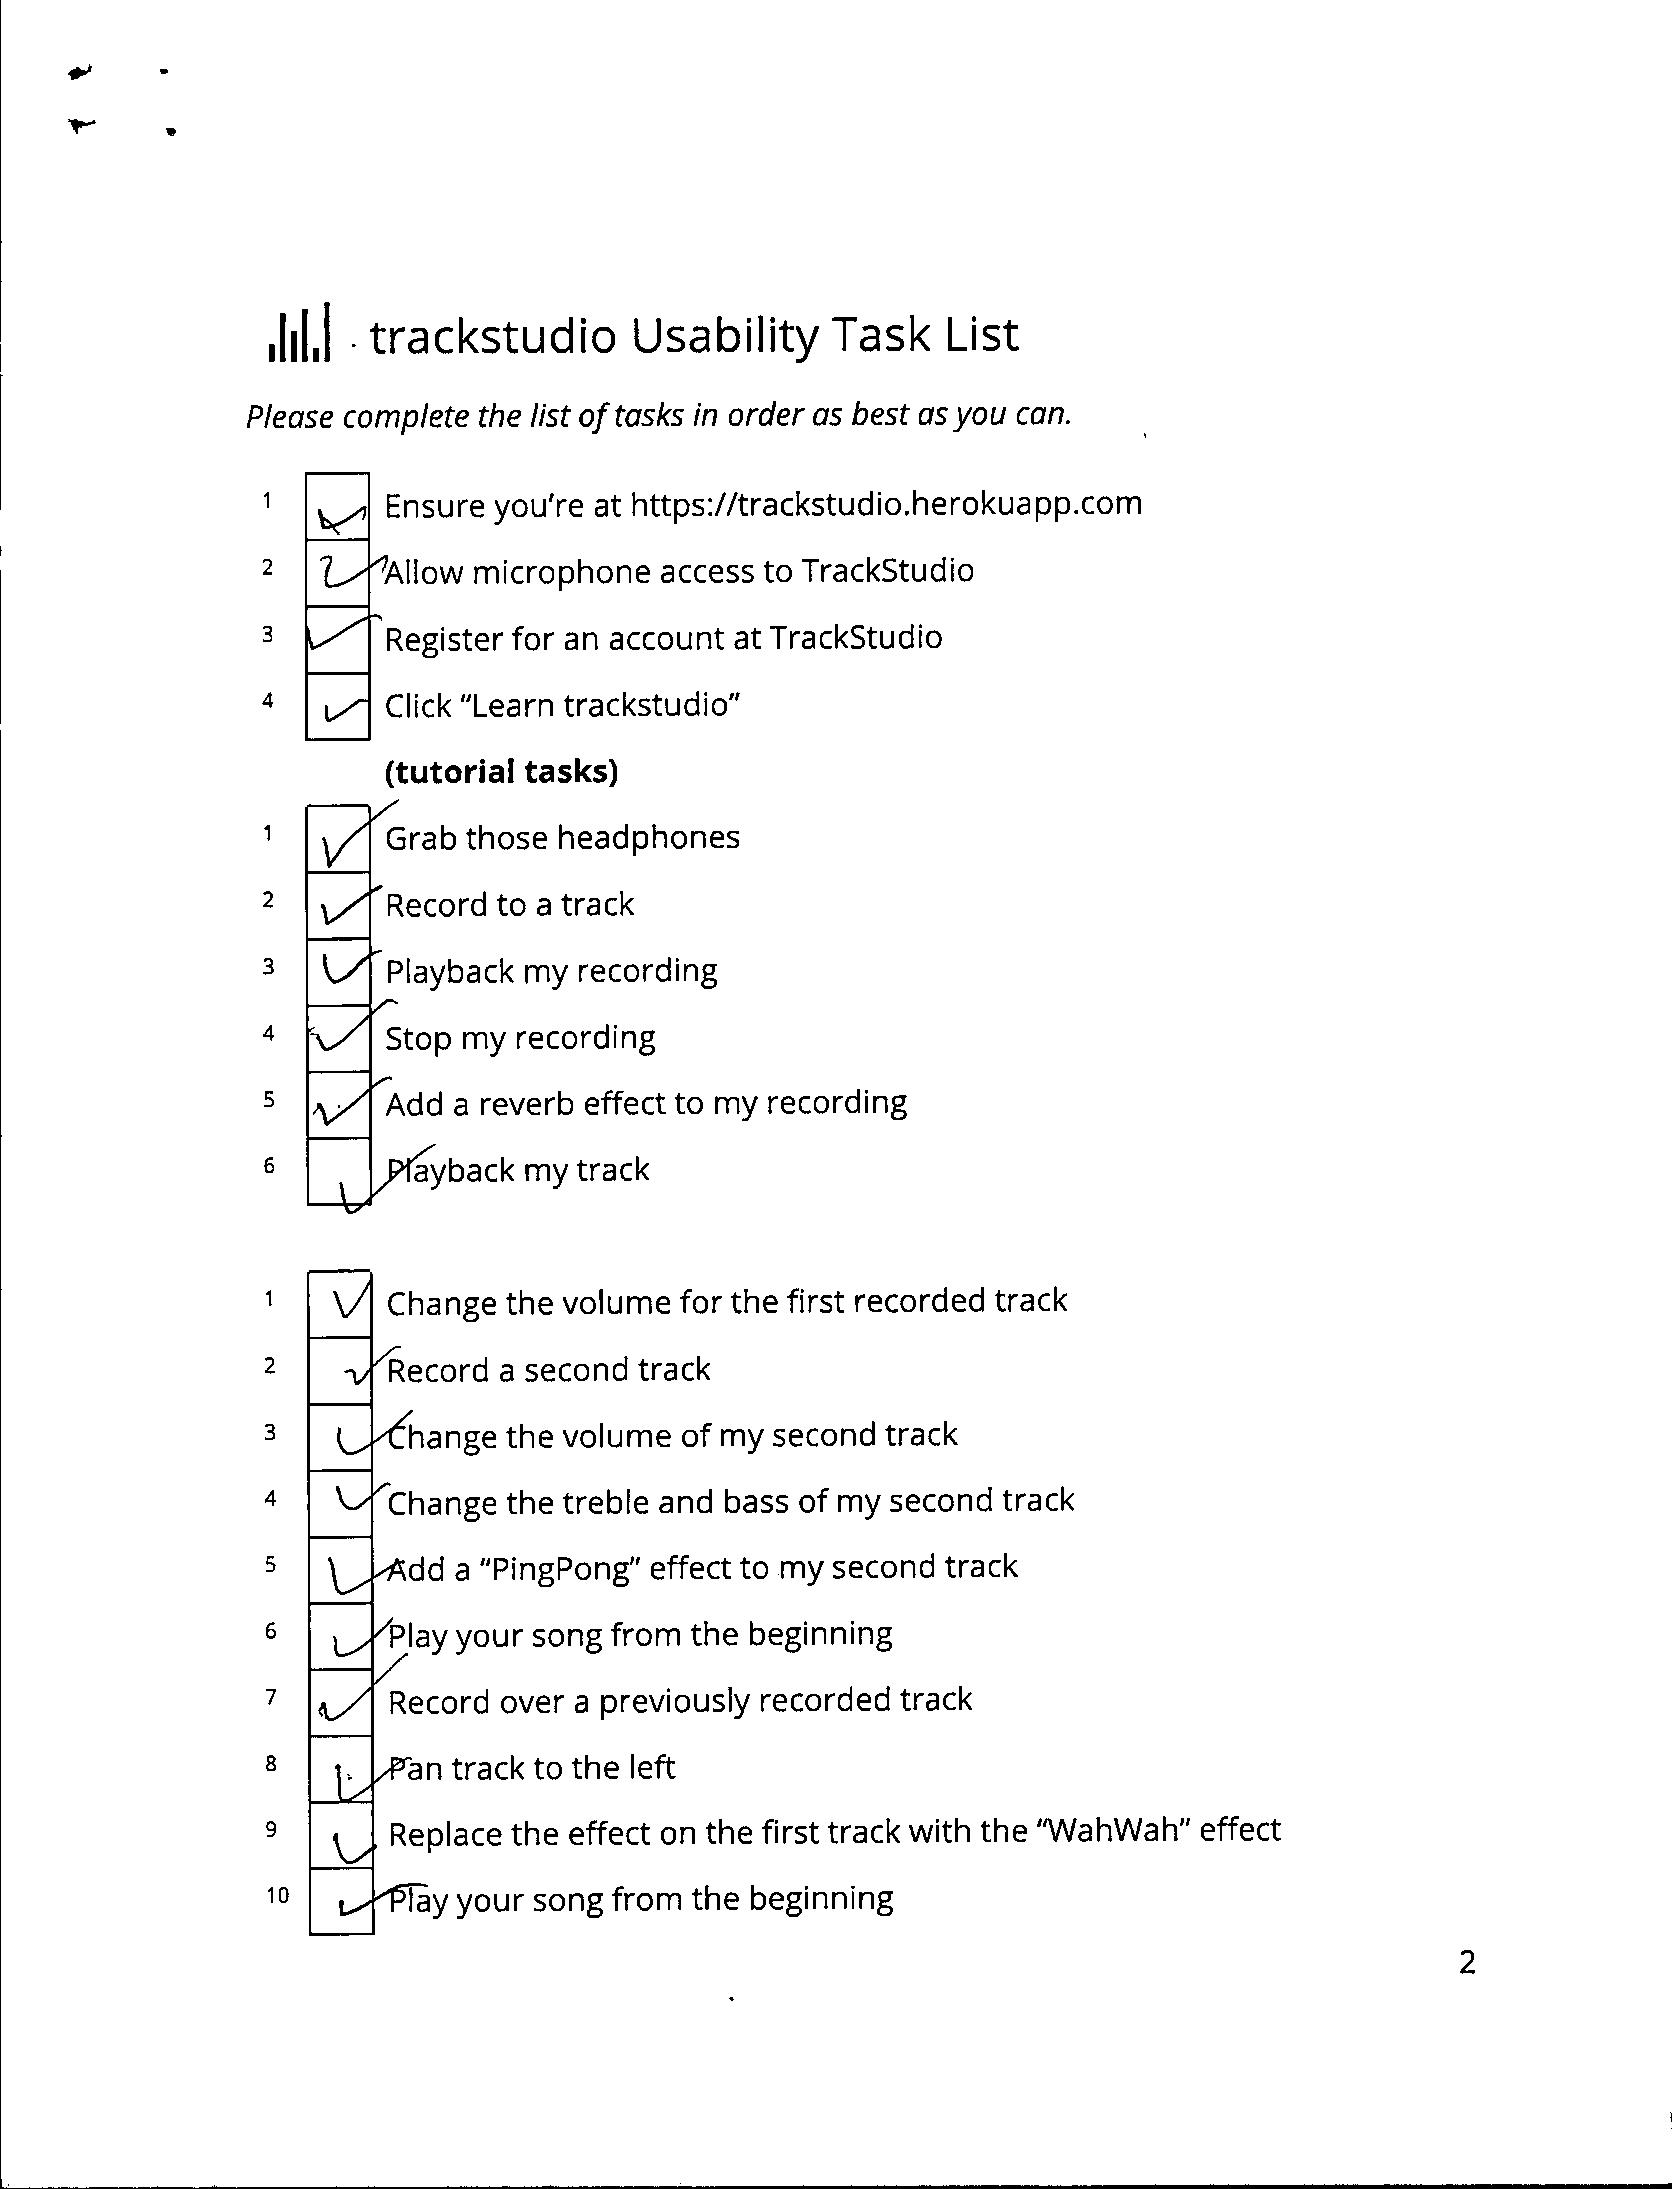 trackstudio Usability Task List
Please complete the list of tasks in order as best as you can.
1 Ensure you're at https://trackstudio.herokuapp.com
2 Allow microphone access to TrackStudio
3 Register for an account at TrackStudio
4 Click “Learn trackstudio”
(tutorial tasks)
1 Grab those headphones
2 Record to a track
3 Playback my recording
4 Stop my recording
5 Add a reverb effect to my recording
6 Playback my track
1 Change the volume for the first recorded track
2 Record a second track
3 Change the volume of my second track
4 Change the treble and bass of my second track
5 Add a “PingPong” effect to my second track
6 Play your song from the beginning
7 Record over a previously recorded track
8 Pan track to the left
9 Replace the effect on the first track with the “WahWah” effect
10 Play your song from the beginning
2